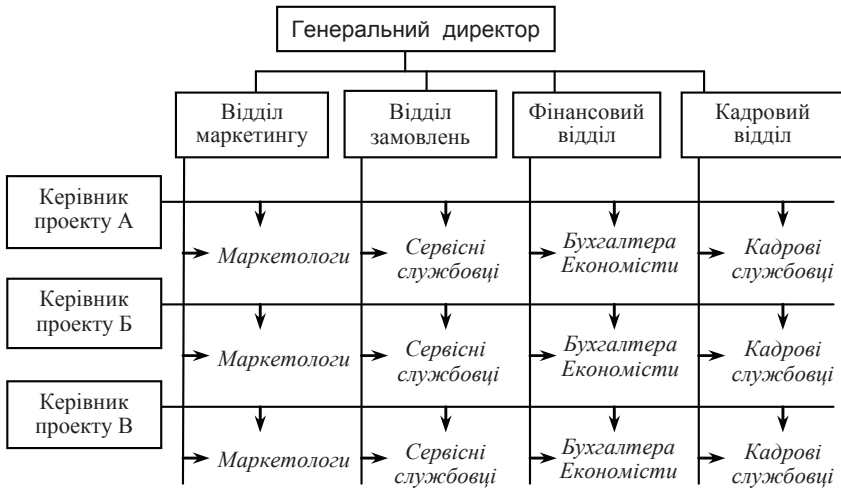 Генеральний директор
Відділ
маркетингу
Відділ
замовлень
Фінансовий
відділ
Кадровий
відділ
Керівник
проекту А
Маркетологи
Сервісні
службовці
Бухгалтера
Економісти
Кадрові
службовці
Керівник
проекту Б
Маркетологи
Сервісні
службовці
Бухгалтера
Економісти
Кадрові
службовці
Керівник
проекту В
Маркетологи
Сервісні
службовці
Бухгалтера
Економісти
Кадрові
службовці